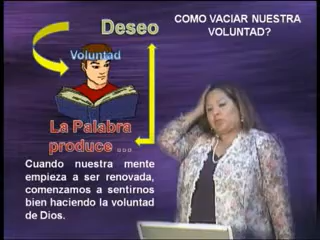 Deseo
COMO VACIAR NUESTRA
VOLUNTAD?
Voluntad
La Palabra
produce ...
Cuando nuestra mente
empieza a ser renovada,
comenzamos a sentirnos
bien haciendo la voluntad
de Dios.